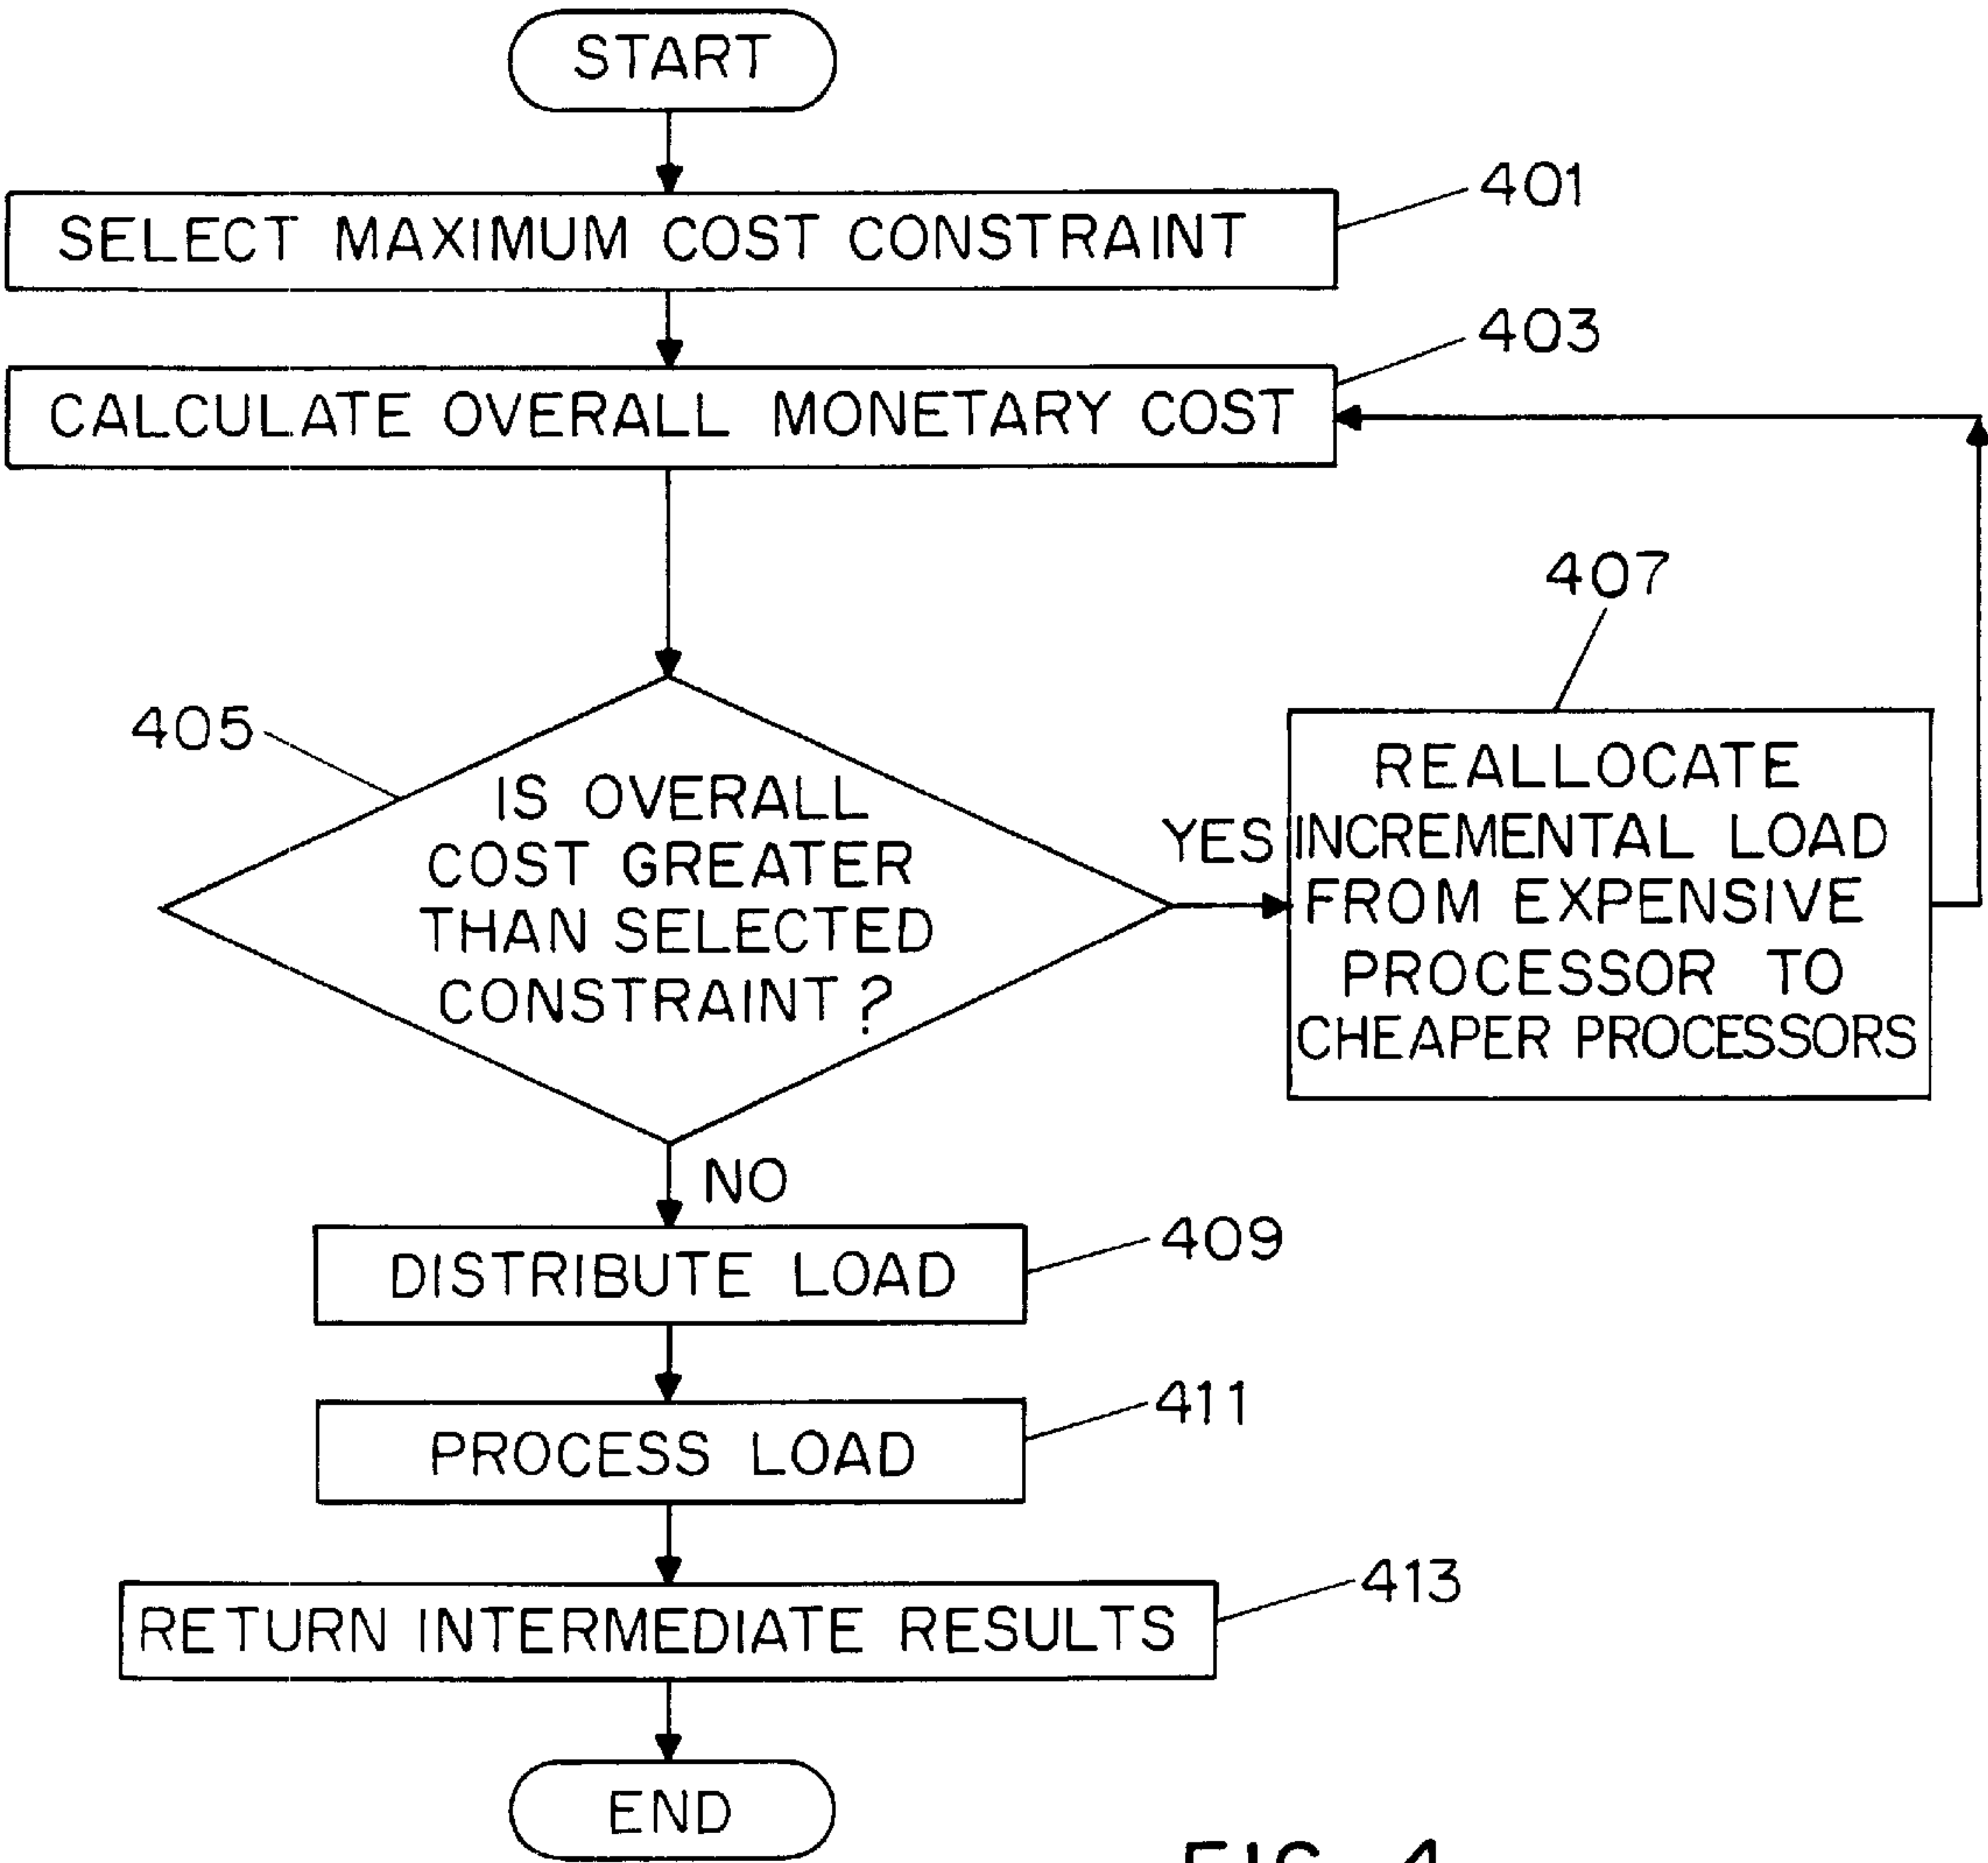 START
401
SELECT MAXIMUM COST CONSTRAINT
403
CALCULATE OVERALL MONETARY COST
405
IS OVERALL
COST GREATER
THAN SELECTED
CONSTRAINT?
YES
407
REALLOCATE
INCREMENTAL LOAD
FROM EXPENSIVE
PROCESSOR TO
CHEAPER PROCESSORS
NO
409
DISTRIBUTE LOAD
411
PROCESS LOAD
413
RETURN INTERMEDIATE RESULTS
END
FIG. 4